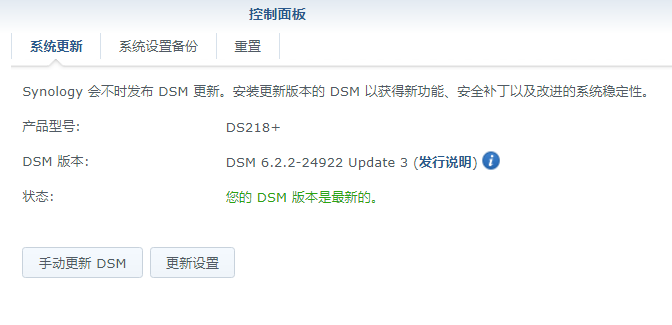 控制面板
系统更新 系统设置备份 重置
Synology 会不时发布 DSM 更新。安装更新版本的 DSM 以获得新功能、安全补丁以及改进的系统稳定性。
产品型号: DS218+
DSM 版本: DSM 6.2.2-24922 Update 3 (发行说明) i
状态: 您的 DSM 版本是最新的。
手动更新 DSM 更新设置